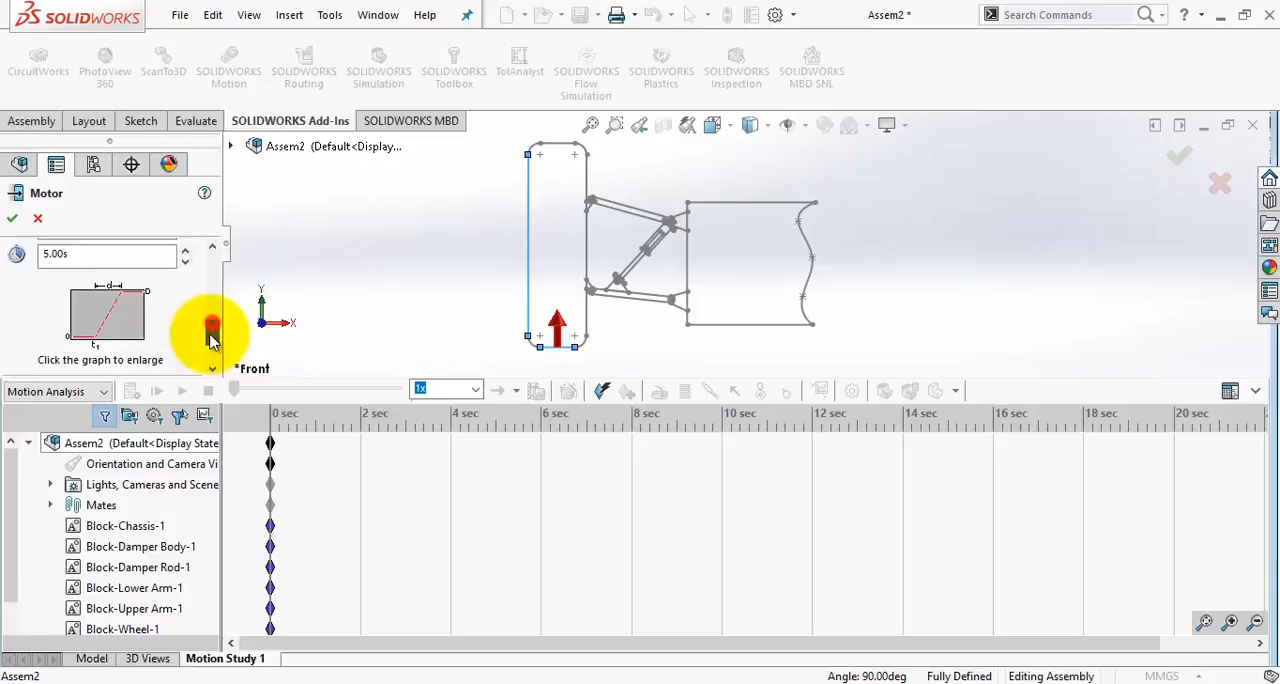 SOLIDWORKS File Edit View Insert Tools Window Help Assem2 * Search Commands ?
CircuitWorks PhotoView 360 ScanTo3D SOLIDWORKS Motion SOLIDWORKS Routing SOLIDWORKS Simulation SOLIDWORKS Toolbox TolAnalyst SOLIDWORKS Flow Simulation SOLIDWORKS Plastics SOLIDWORKS Inspection SOLIDWORKS MBD SNL
Assembly Layout Sketch Evaluate SOLIDWORKS Add-Ins SOLIDWORKS MBD
Assem2 (Default<Display...
Motor ?
5.00s
d D
0
t1
Click the graph to enlarge
Y
X
*Front
Motion Analysis 1x
0 sec 2 sec 4 sec 6 sec 8 sec 10 sec 12 sec 14 sec 16 sec 18 sec 20 sec
Assem2 (Default<Display State
Orientation and Camera Vi
Lights, Cameras and Scene
Mates
Block-Chassis-1
Block-Damper Body-1
Block-Damper Rod-1
Block-Lower Arm-1
Block-Upper Arm-1
Block-Wheel-1
Model 3D Views Motion Study 1
Assem2 Angle: 90.00deg Fully Defined Editing Assembly MMGS